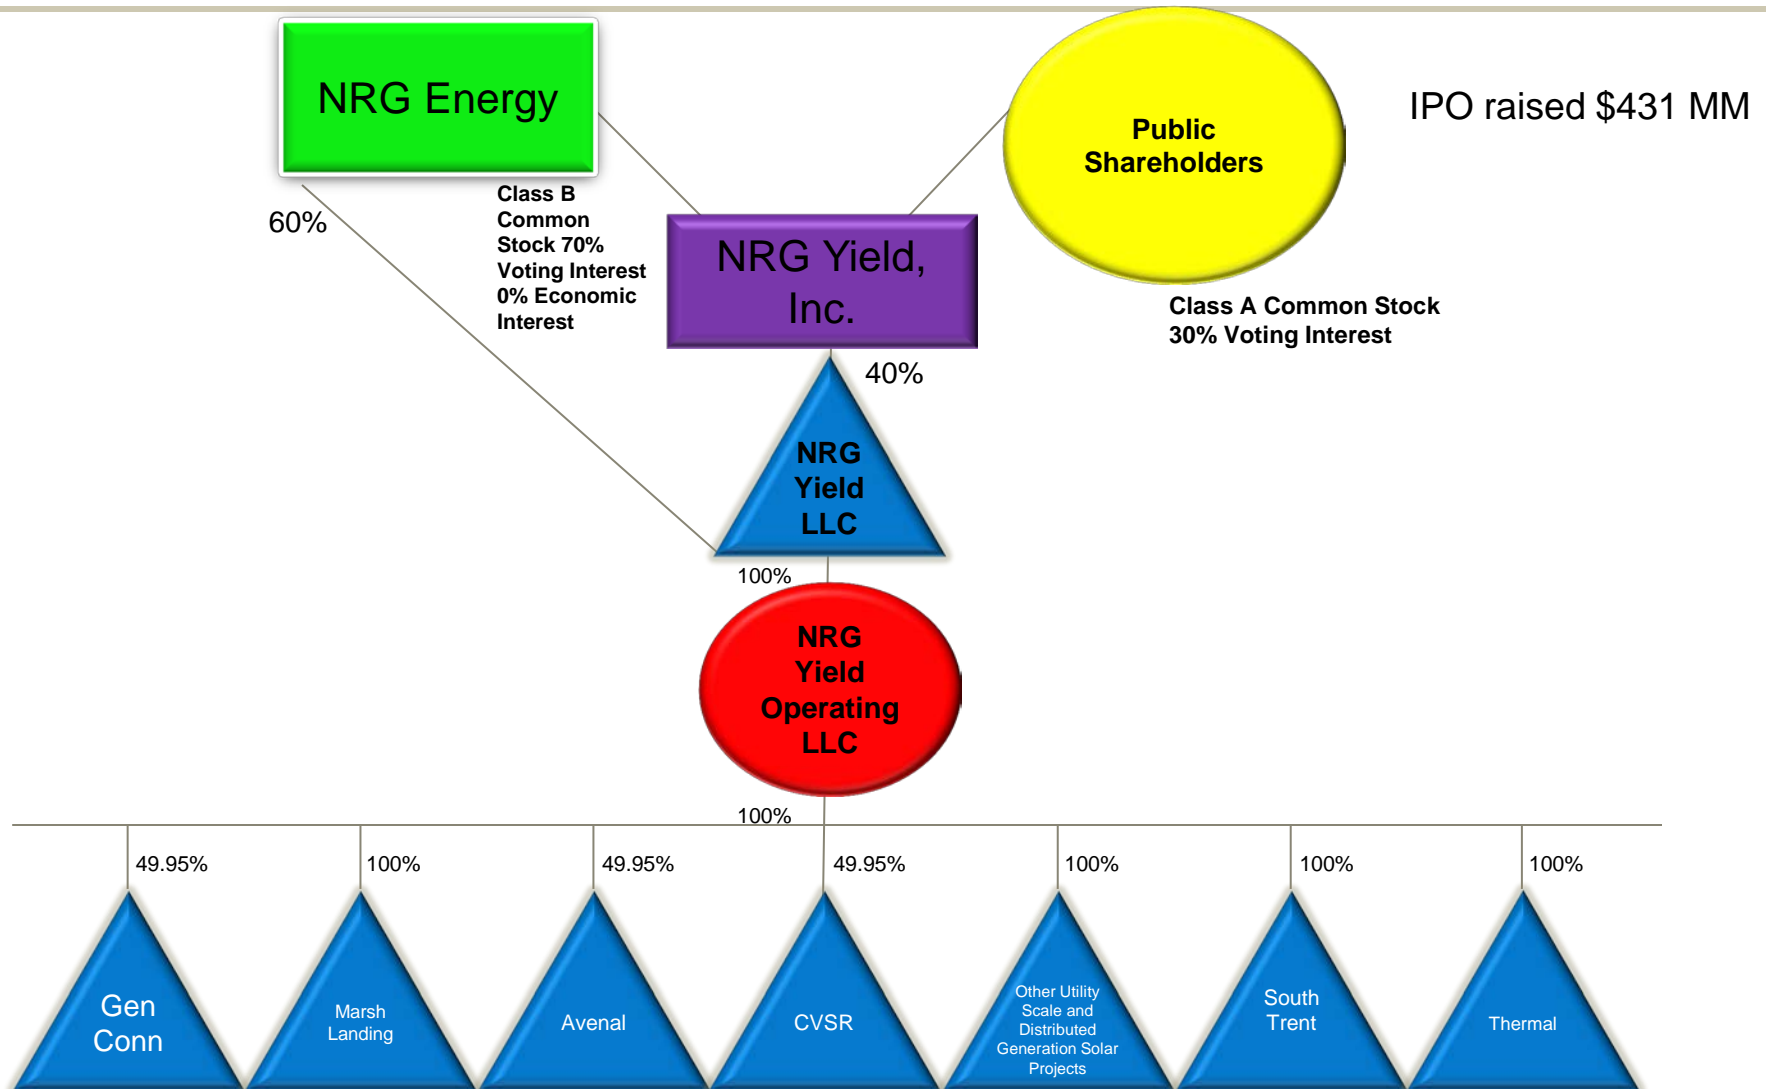 NRG Energy
Public
Shareholders
IPO raised $431 MM
60%
Class B
Common
Stock 70%
Voting Interest
0% Economic
Interest
NRG Yield,
Inc.
Class A Common Stock
30% Voting Interest
40%
NRG
Yield
LLC
100%
NRG
Yield
Operating
LLC
100%
49.95%
100%
49.95%
49.95%
100%
100%
100%
Gen
Conn
Marsh
Landing
Avenal
CVSR
Other Utility
Scale and
Distributed
Generation Solar
Projects
South
Trent
Thermal